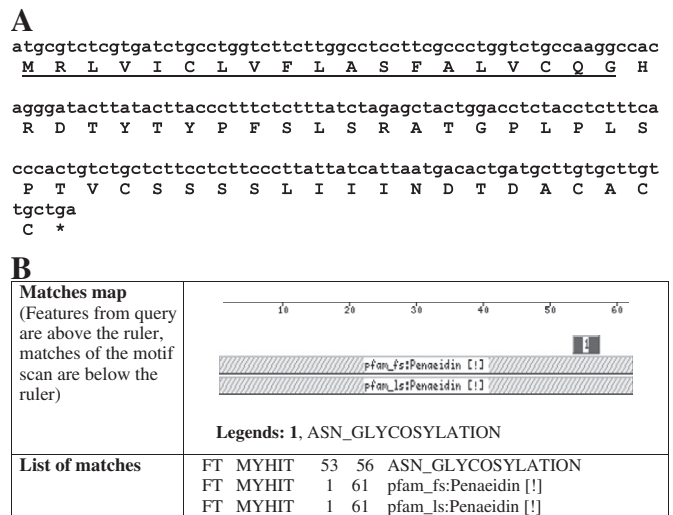 A
atgcgtctcgtgatctgcctggtcttcttggcctccttcgccctggtctgccaaggccac
M R L V I C L V F L A S F A L V C Q G H
agggatacttatacttaccctttctctttatctagagctactggacctctacctctttca
R D T Y T Y P F S L S R A T G P L P L S
cccactgtctgctcttcctcttcccttattatcattaatgacactgatgcttgtgcttgt
P T V C S S S S L I I I N D T D A C A C
tgctga
C *
B
Matches map
(Features from query
are above the ruler,
matches of the motif
scan are below the
ruler)
10 20 30 40 50 60
1
pfam_fs:Penaeidin [!]
pfam_ls:Penaeidin [!]
Legends: 1, ASN_GLYCOSYLATION
List of matches
FT MYHIT 53 56 ASN_GLYCOSYLATION
FT MYHIT 1 61 pfam_fs:Penaeidin [!]
FT MYHIT 1 61 pfam_ls:Penaeidin [!]